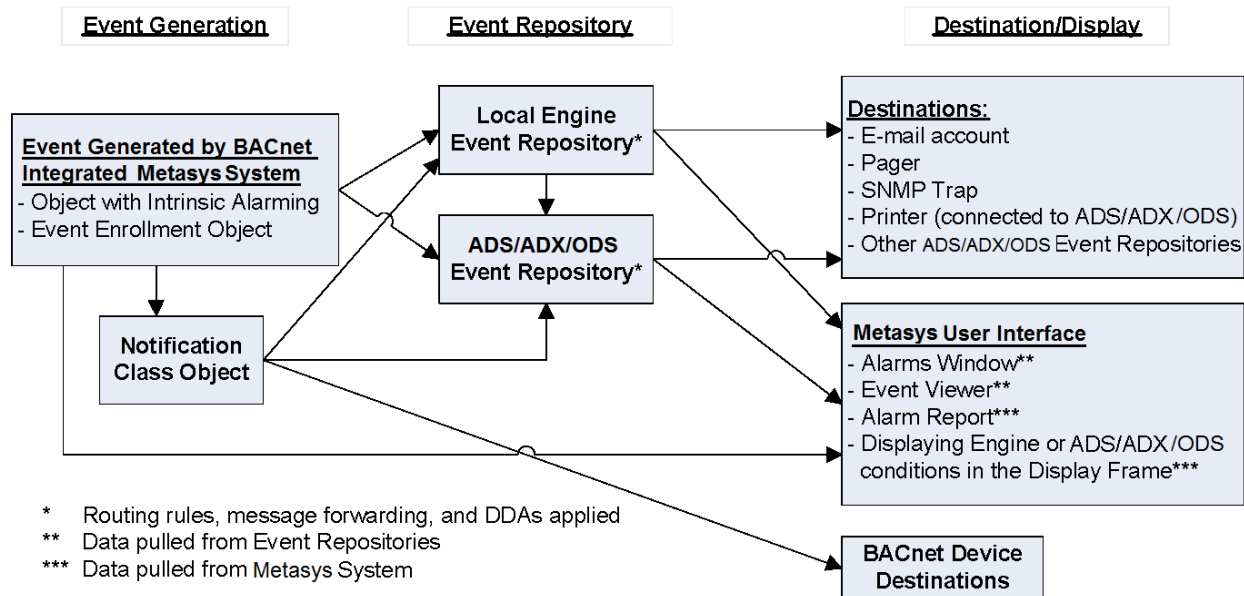 Event Generation
Event Repository
Destination/Display
Event Generated by BACnet
Integrated Metasys System
- Object with Intrinsic Alarming
- Event Enrollment Object
Notification
Class Object
Local Engine
Event Repository*
ADS/ADX/ODS
Event Repository*
Destinations:
- E-mail account
- Pager
- SNMP Trap
- Printer (connected to ADS/ADX/ODS)
- Other ADS/ADX/ODS Event Repositories
Metasys User Interface
- Alarms Window**
- Event Viewer**
- Alarm Report***
- Displaying Engine or ADS/ADX/ODS
conditions in the Display Frame***
BACnet Device
Destinations
* Routing rules, message forwarding, and DDAs applied
** Data pulled from Event Repositories
*** Data pulled from Metasys System